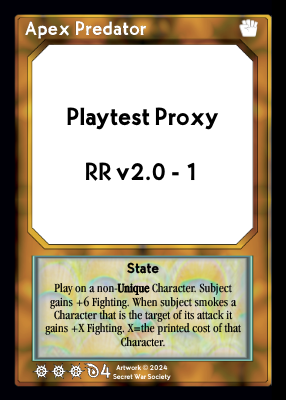 Apex Predator
Playtest Proxy
RR v2.0 - 1
State
Play on a non-Unique Character. Subject
gains +6 Fighting. When subject smokes a
Character that is the target of its attack it
gains +X Fighting. X=the printed cost of that
Character.
4
Artwork © 2024
Secret War Society